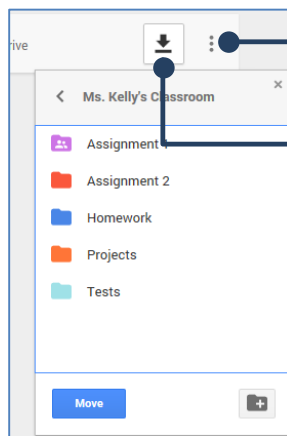 rive
Ms. Kelly's Classroom
Assignment 1
Assignment 2
Homework
Projects
Tests
Move